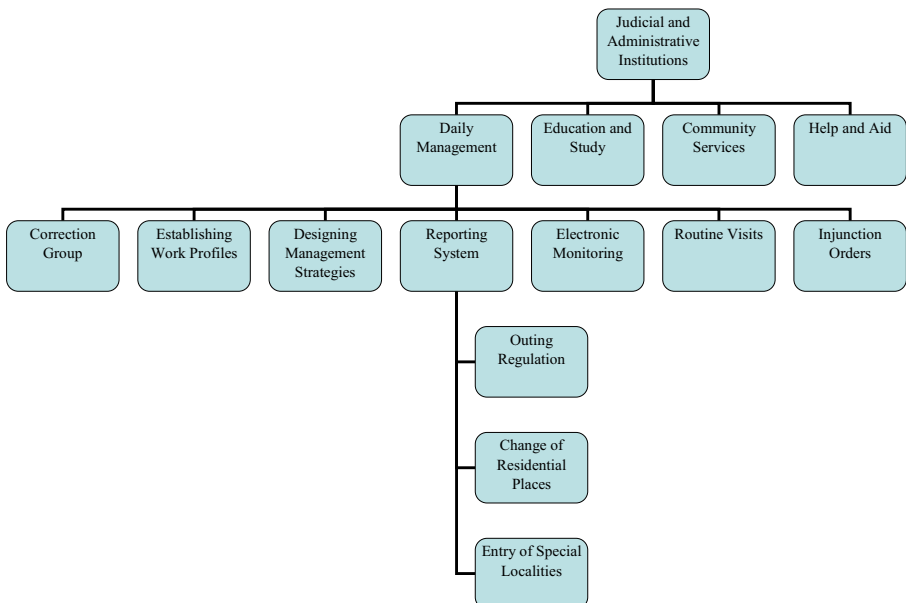 Judicial and
Administrative
Institutions
Daily
Management
Education and
Study
Community
Services
Help and Aid
Correction
Group
Establishing
Work Profiles
Designing
Management
Strategies
Reporting
System
Electronic
Monitoring
Routine Visits
Injunction
Orders
Outing
Regulation
Change of
Residential
Places
Entry of Special
Localities